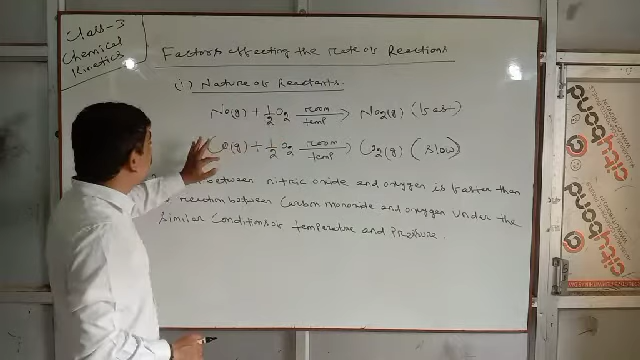 Class-3
Chemical
Kinetics
Factors affecting the rate of Reactions
(i) Nature of Reactants.
NO(g) + 1/2 O2 room temp → NO2(g) (fast)
CO(g) + 1/2 O2 room temp → CO2(g) (slow)
between nitric oxide and oxygen is faster than
reaction between Carbon monoxide and oxygen under the
similar conditions of temperature and pressure.
cityboond
cityboond